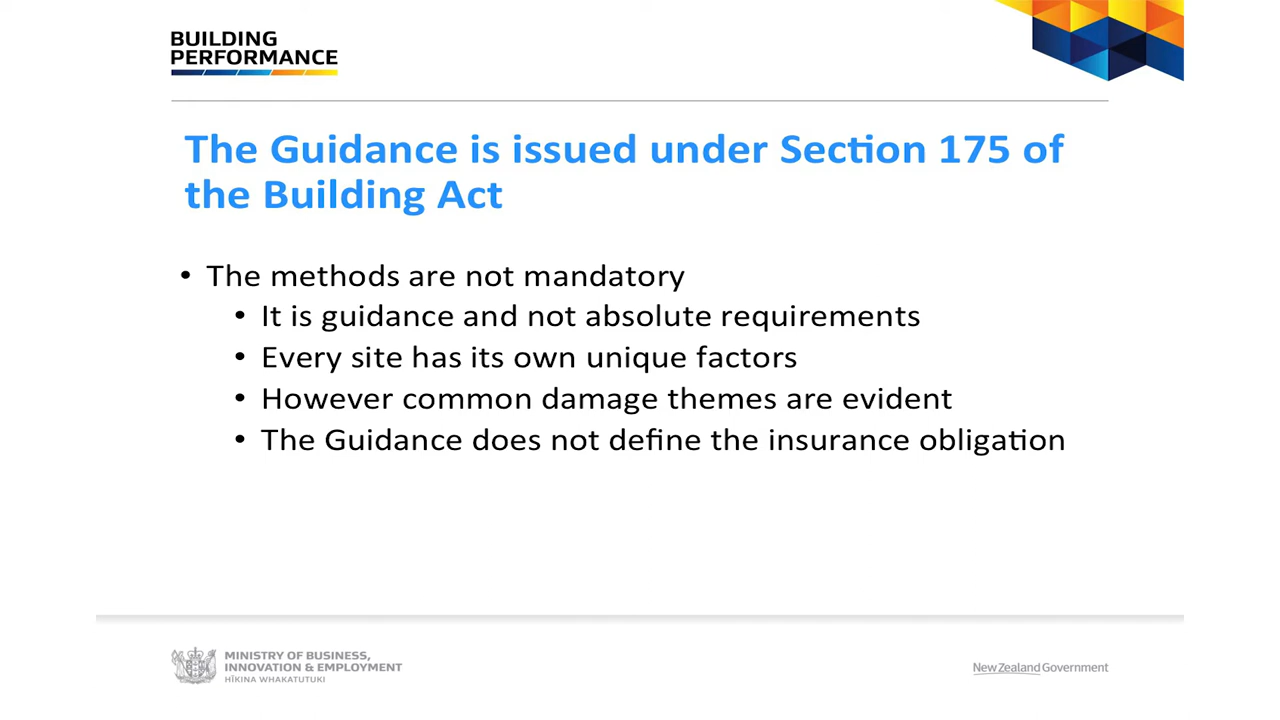 BUILDING
PERFORMANCE
The Guidance is issued under Section 175 of
the Building Act
• The methods are not mandatory
• It is guidance and not absolute requirements
• Every site has its own unique factors
• However common damage themes are evident
• The Guidance does not define the insurance obligation
MINISTRY OF BUSINESS,
INNOVATION & EMPLOYMENT
HĪKINA WHAKATUTUKI
New Zealand Government